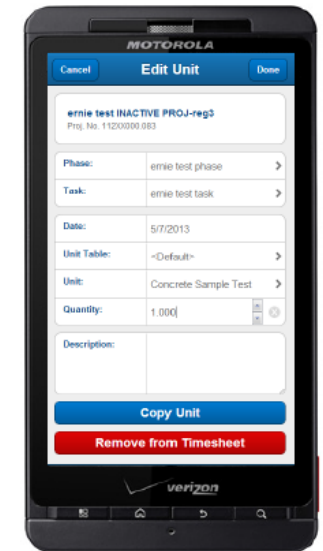 MOTOROLA
Cancel Edit Unit Done
ernie test INACTIVE PROJ-reg3
Proj. No. 112XX000.083
Phase: ernie test phase
Task: ernie test task
Date: 5/7/2013
Unit Table: <Default>
Unit: Concrete Sample Test
Quantity: 1.000
Description:
Copy Unit
Remove from Timesheet
verizon